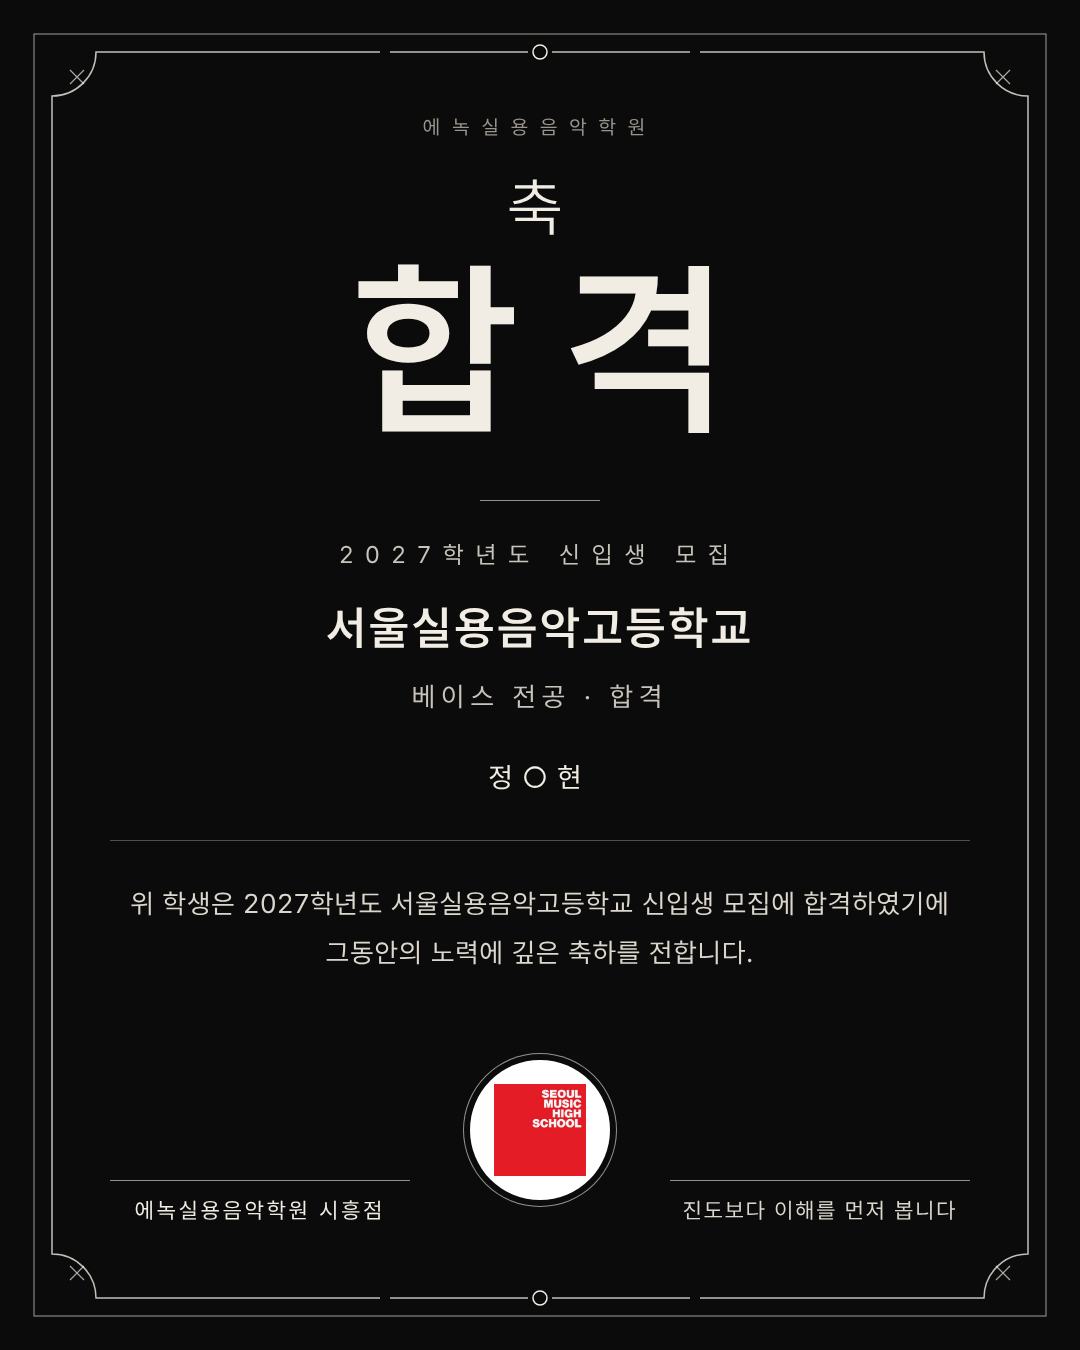 에녹실용음악학원
축
합격
2027학년도 신입생 모집
서울실용음악고등학교
베이스 전공 · 합격
정○현
위 학생은 2027학년도 서울실용음악고등학교 신입생 모집에 합격하였기에
그동안의 노력에 깊은 축하를 전합니다.
SEOUL
MUSIC
HIGH
SCHOOL
에녹실용음악학원 시흥점
진도보다 이해를 먼저 봅니다